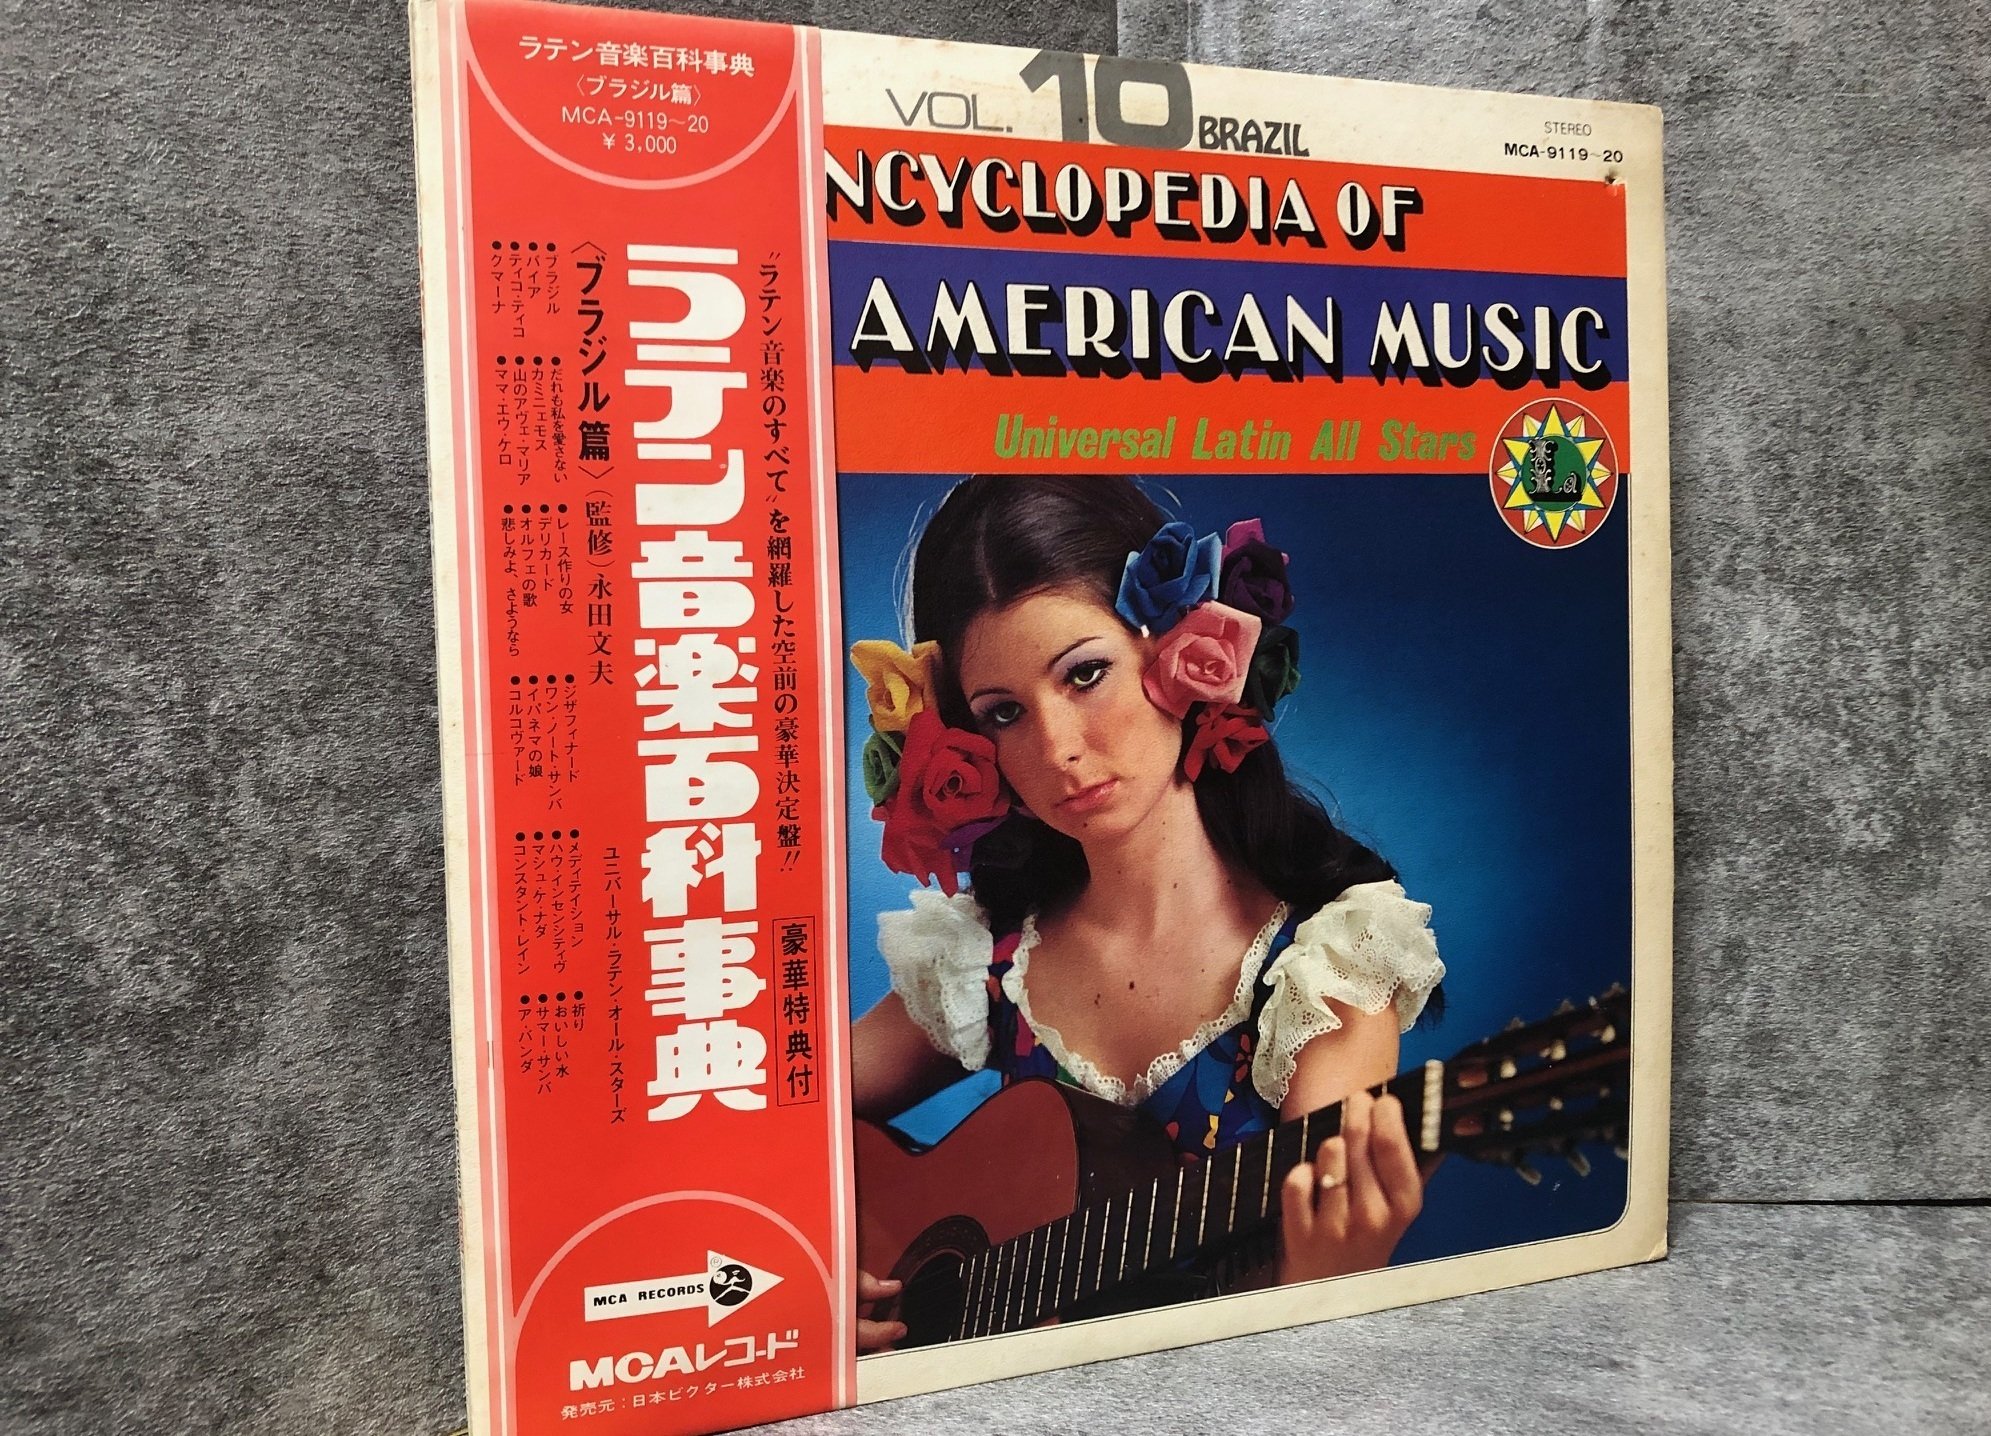 ラテン音楽百科事典
〈ブラジル篇〉
MCA-9119～20
¥ 3,000
"ラテン音楽のすべて"を網羅した空前の豪華決定盤!!
豪華特典付
ラテン音楽百科事典
〈ブラジル篇〉(監修)永田文夫
ユニバーサル・ラテン・オール・スターズ
●ブラジル
●バイア
●ティコ・ティコ
●クマーナ
●だれも私を愛さない
●カミニェモス
●山のアヴェ・マリア
●ママ・エウ・ケロ
●レース作りの女
●デリカード
●オルフェの歌
●悲しみよ、さようなら
●ジザフィナード
●ワン・ノート・サンバ
●イパネマの娘
●コルコヴァード
●メディテイション
●ハウ・インセンシティヴ
●マシュ・ケ・ナダ
●コンスタント・レイン
●祈り
●おいしい水
●サマー・サンバ
●ア・バンダ
MCA RECORDS
MCAレコード
発売元：日本ビクター株式会社
VOL.10 BRAZIL
STEREO
MCA-9119～20
NCYCLOPEDIA OF
AMERICAN MUSIC
Universal Latin All Stars
La